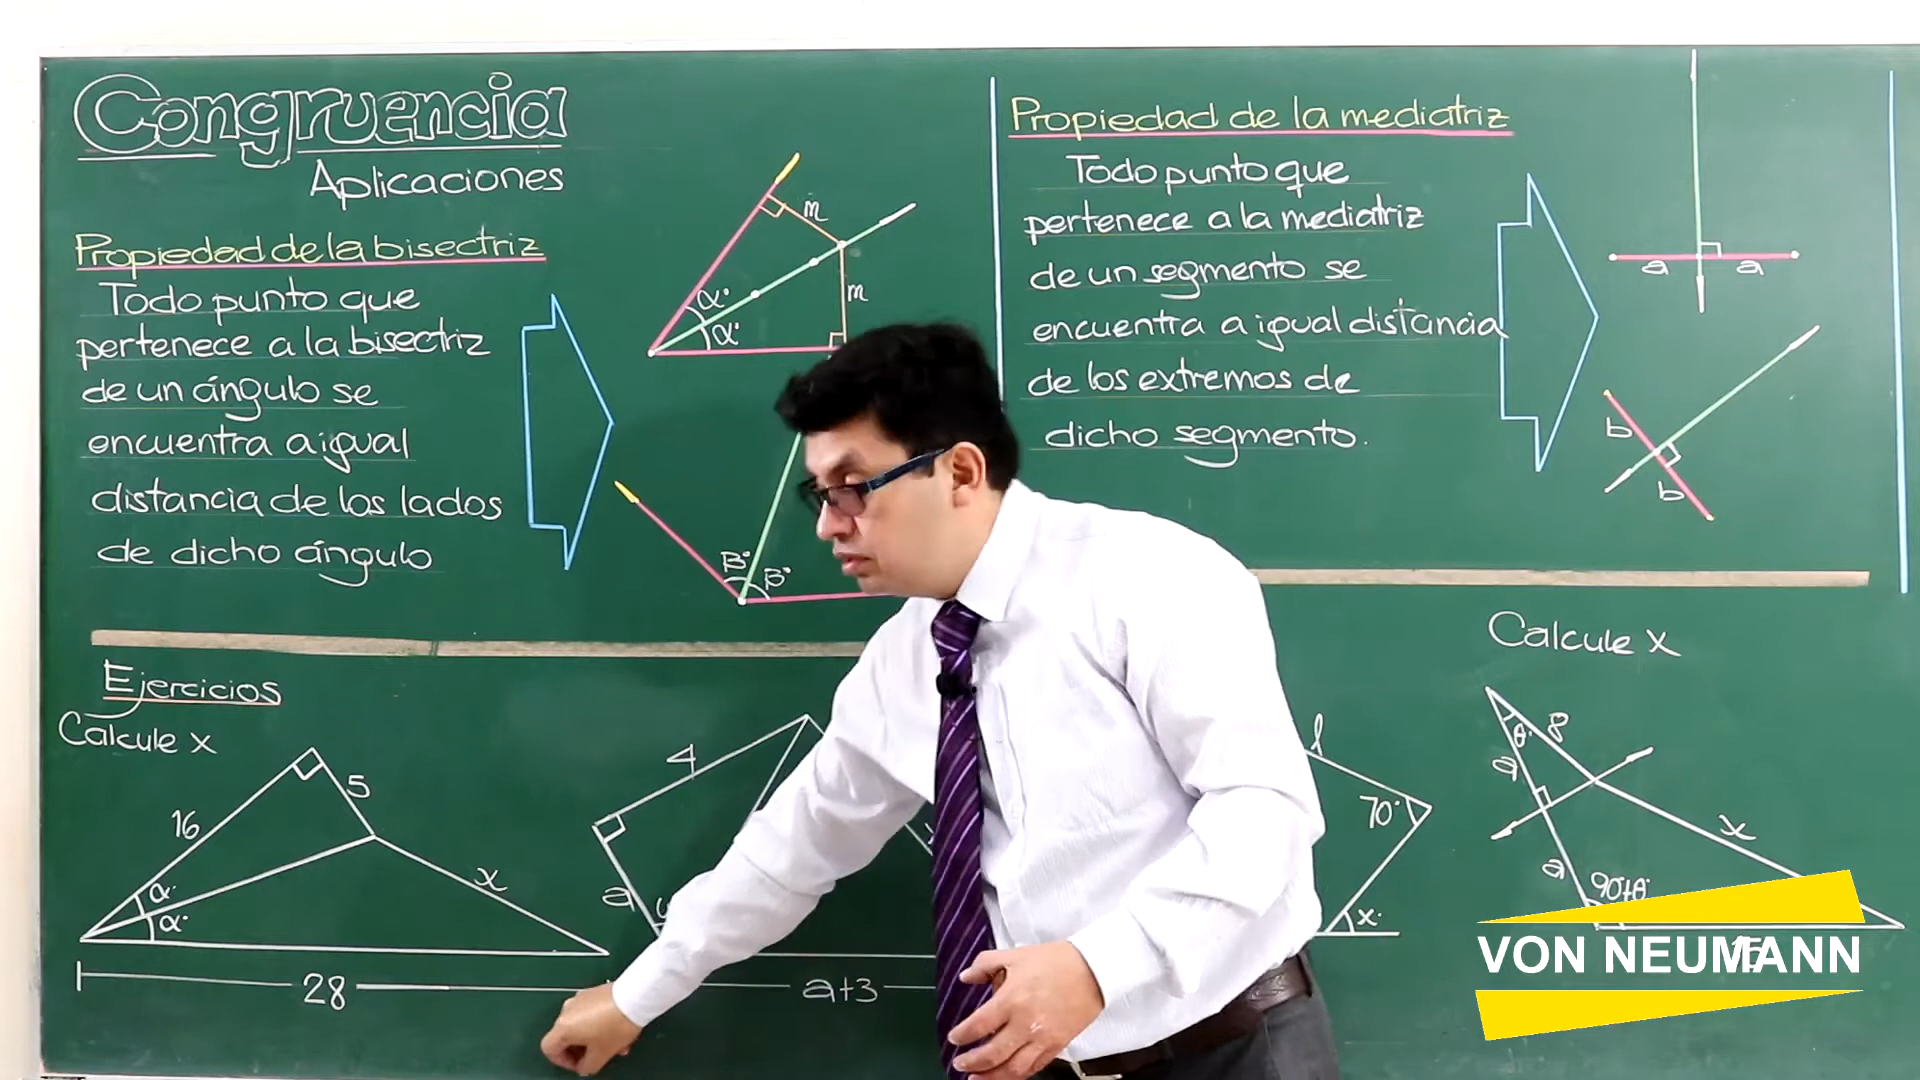 Congruencia
Aplicaciones
Propiedad de la bisectriz
Todo punto que
pertenece a la bisectriz
de un ángulo se
encuentra a igual
distancia de los lados
de dicho ángulo
m
m
α°
α°
B°
B°
Propiedad de la mediatriz
Todo punto que
pertenece a la mediatriz
de un segmento se
encuentra a igual distancia
de los extremos de
dicho segmento.
a
a
b
b
Ejercicios
Calcule x
16
5
α°
α°
x
28
4
a
a+3
l
70°
x°
Calcule x
θ°
8
a
a
x
90°+θ°
VON NEUMANN